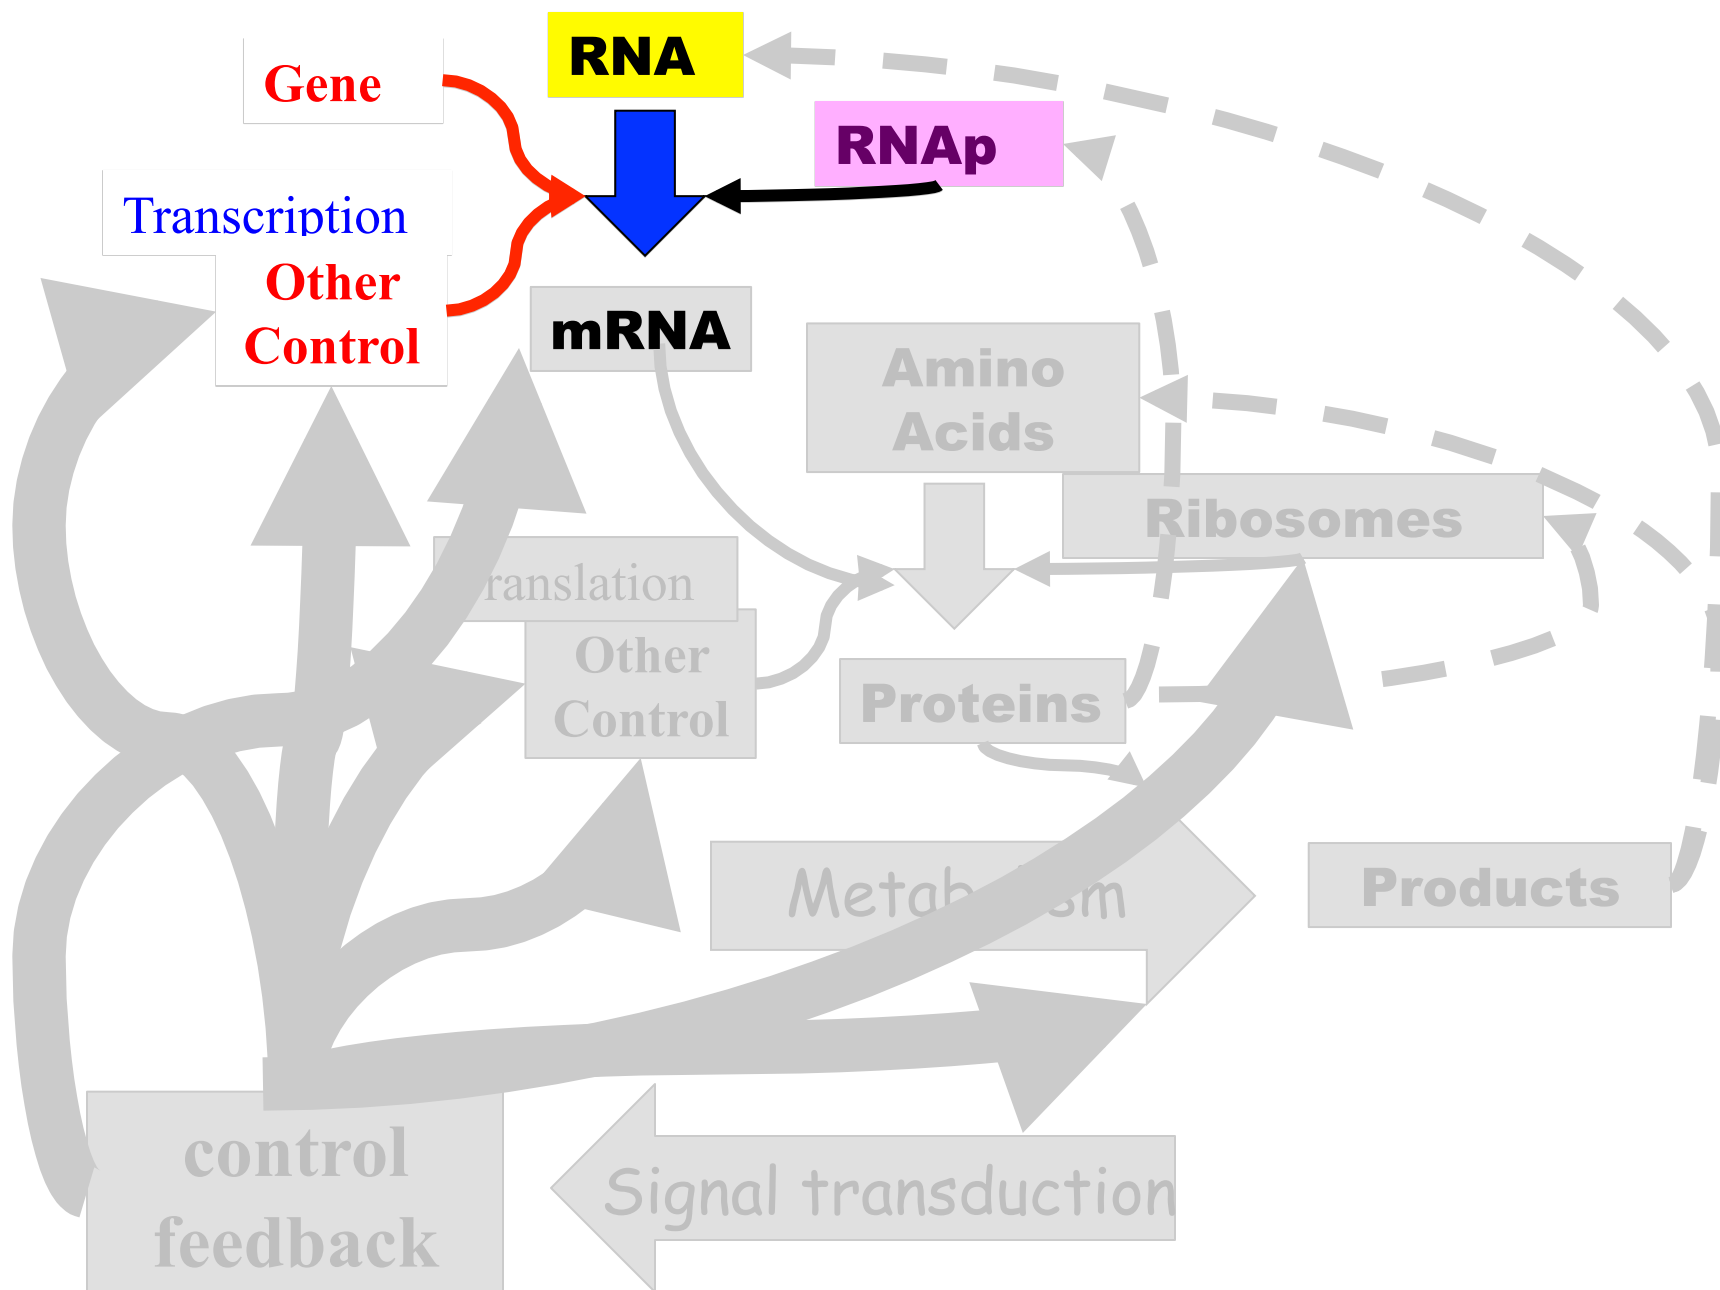 RNA
Gene
RNAp
Transcription
Other
Control
mRNA
Amino
Acids
Ribosomes
ranslation
Other
Control
Proteins
Metabolism
Products
control
feedback
Signal transduction